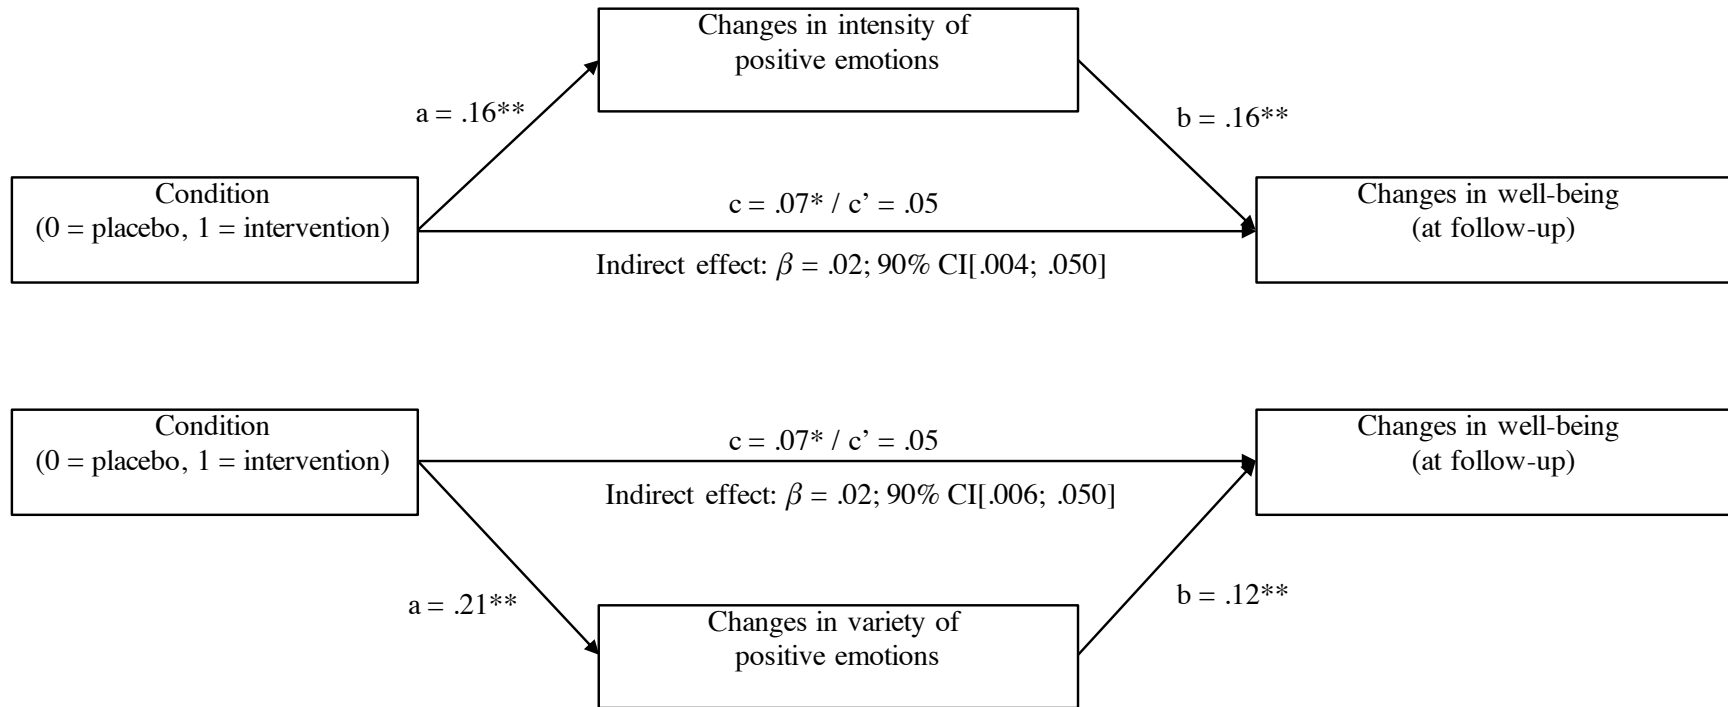 Changes in intensity of
positive emotions
a = .16**
b = .16**
Condition
(0 = placebo, 1 = intervention)
c = .07* / c’ = .05
Indirect effect: β = .02; 90% CI[.004; .050]
Changes in well-being
(at follow-up)
Condition
(0 = placebo, 1 = intervention)
c = .07* / c’ = .05
Indirect effect: β = .02; 90% CI[.006; .050]
Changes in well-being
(at follow-up)
a = .21**
b = .12**
Changes in variety of
positive emotions